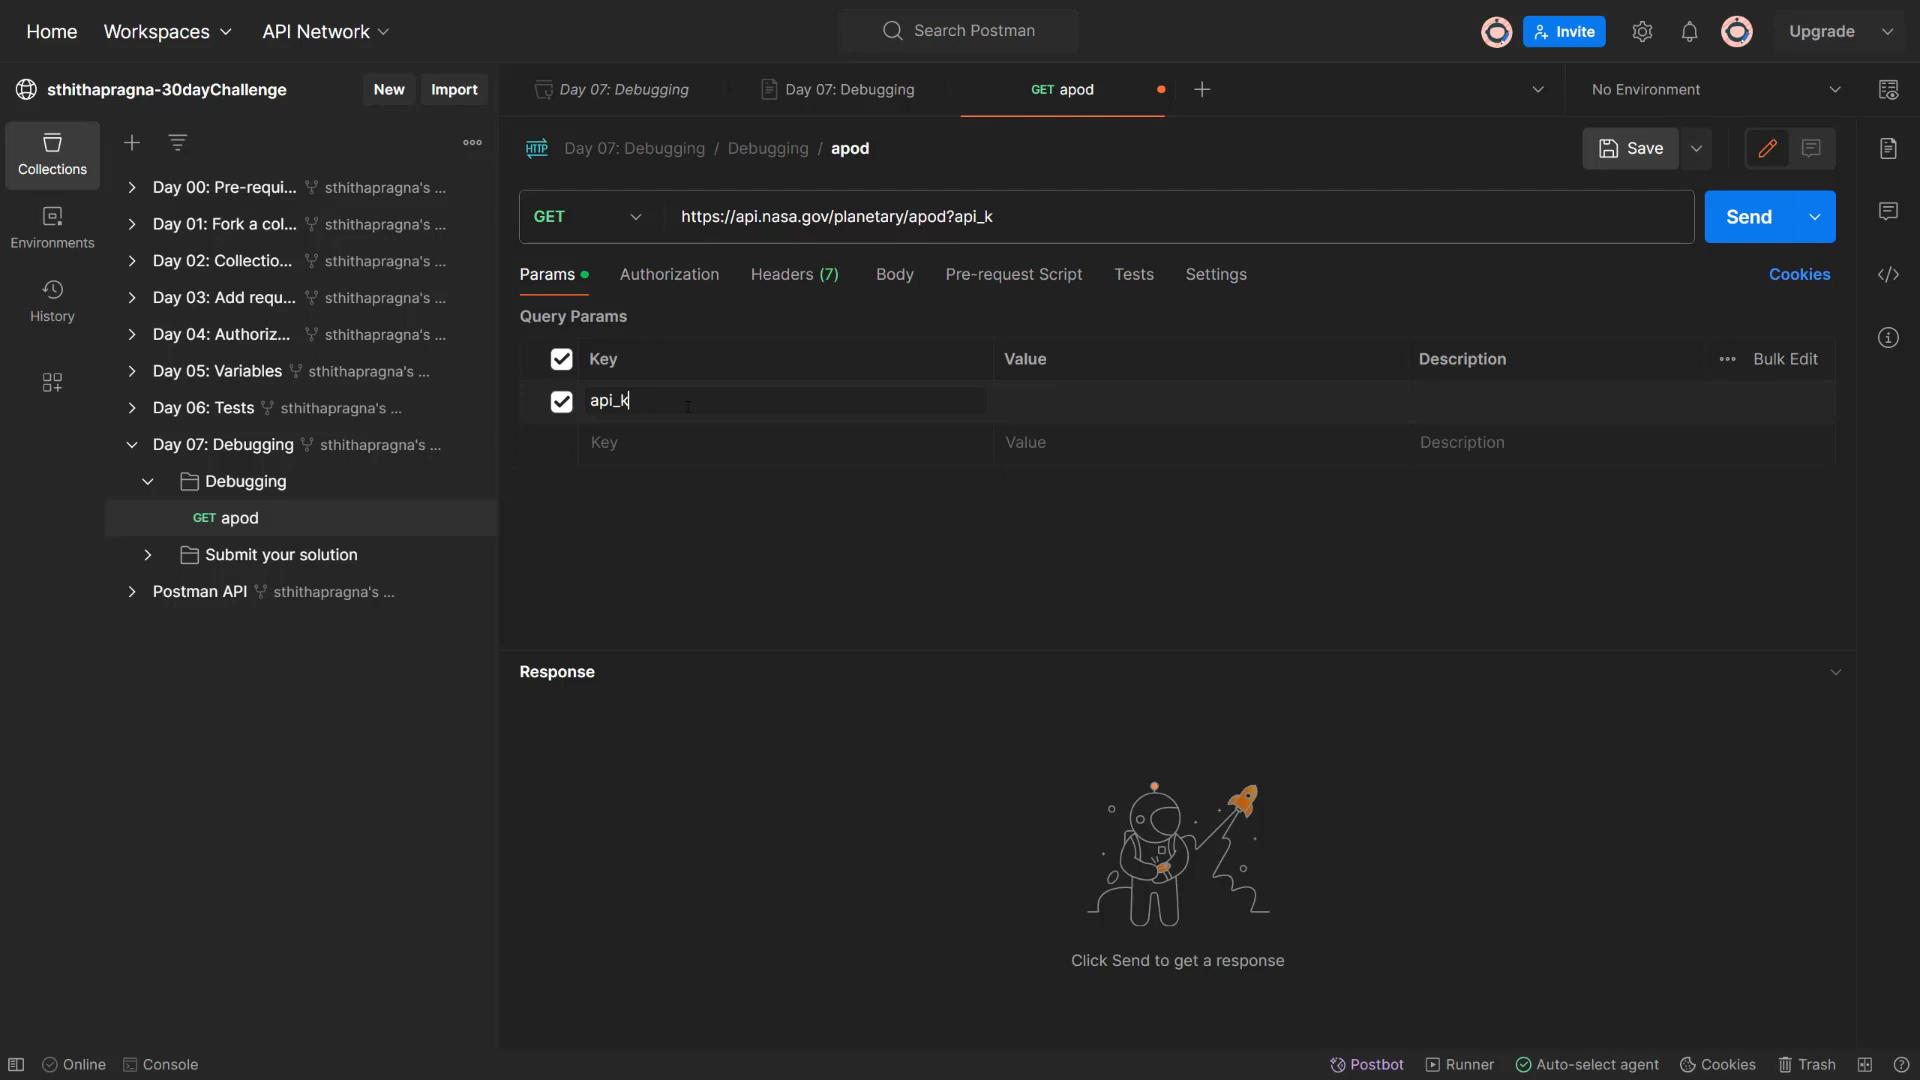 Home Workspaces API Network Search Postman Invite Upgrade
sthithapragna-30dayChallenge New Import Day 07: Debugging Day 07: Debugging GET apod No Environment
Collections
Environments
History
Day 00: Pre-requi... sthithapragna's ...
Day 01: Fork a col... sthithapragna's ...
Day 02: Collectio... sthithapragna's ...
Day 03: Add requ... sthithapragna's ...
Day 04: Authoriz... sthithapragna's ...
Day 05: Variables sthithapragna's ...
Day 06: Tests sthithapragna's ...
Day 07: Debugging sthithapragna's ...
Debugging
GET apod
Submit your solution
Postman API sthithapragna's ...
HTTP Day 07: Debugging / Debugging / apod Save
GET https://api.nasa.gov/planetary/apod?api_k Send
Params Authorization Headers (7) Body Pre-request Script Tests Settings Cookies
Query Params
Key Value Description Bulk Edit
api_k
Key Value Description
Response
Click Send to get a response
Online Console Postbot Runner Auto-select agent Cookies Trash